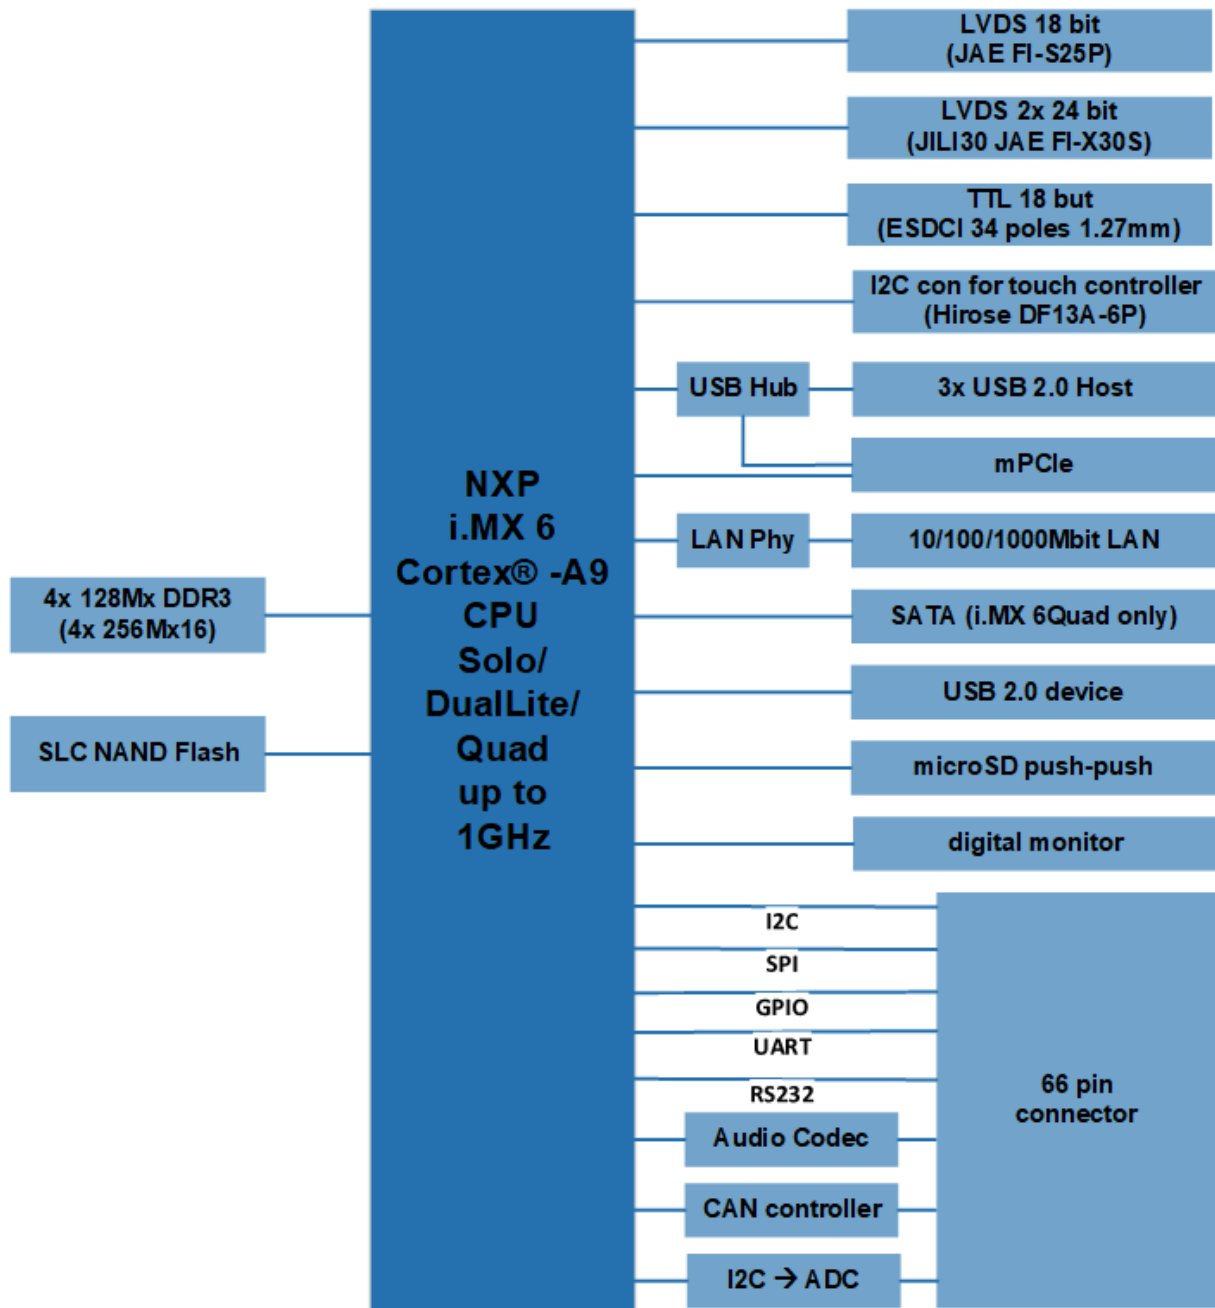 LVDS 18 bit
(JAE FI-S25P)
LVDS 2x 24 bit
(JILI30 JAE FI-X30S)
TTL 18 but
(ESDCI 34 poles 1.27mm)
I2C con for touch controller
(Hirose DF13A-6P)
USB Hub
3x USB 2.0 Host
mPCIe
LAN Phy
10/100/1000Mbit LAN
SATA (i.MX 6Quad only)
USB 2.0 device
microSD push-push
digital monitor
NXP
i.MX 6
Cortex® -A9
CPU
Solo/
DualLite/
Quad
up to
1GHz
4x 128Mx DDR3
(4x 256Mx16)
SLC NAND Flash
I2C
SPI
GPIO
UART
RS232
Audio Codec
CAN controller
I2C → ADC
66 pin
connector